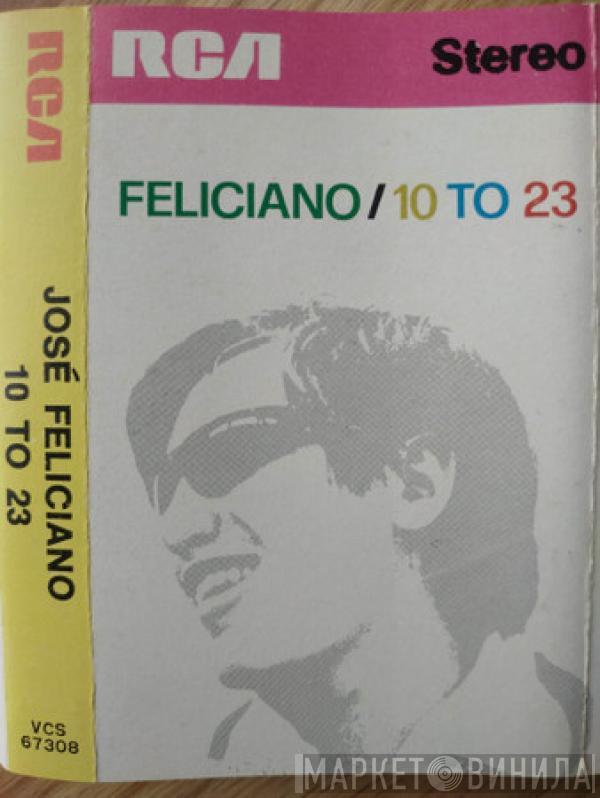 RCA
RCA
Stereo
FELICIANO/10 TO 23
JOSÉ FELICIANO
10 TO 23
VCS
67308
МАРКЕТ ВИНИЛА